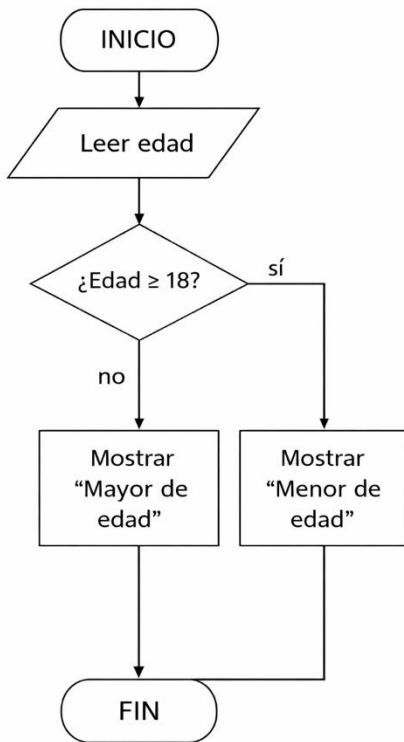 INICIO
Leer edad
¿Edad ≥ 18?
sí
no
Mostrar
“Mayor de
edad”
Mostrar
“Menor de
edad”
FIN